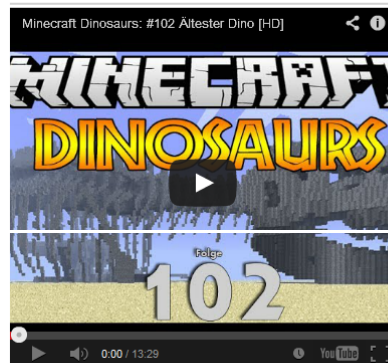 Minecraft Dinosaurs: #102 Ältester Dino [HD]
MINECRAFT
DINOSAURS
Folge
102
0:00 / 13:29
YouTube